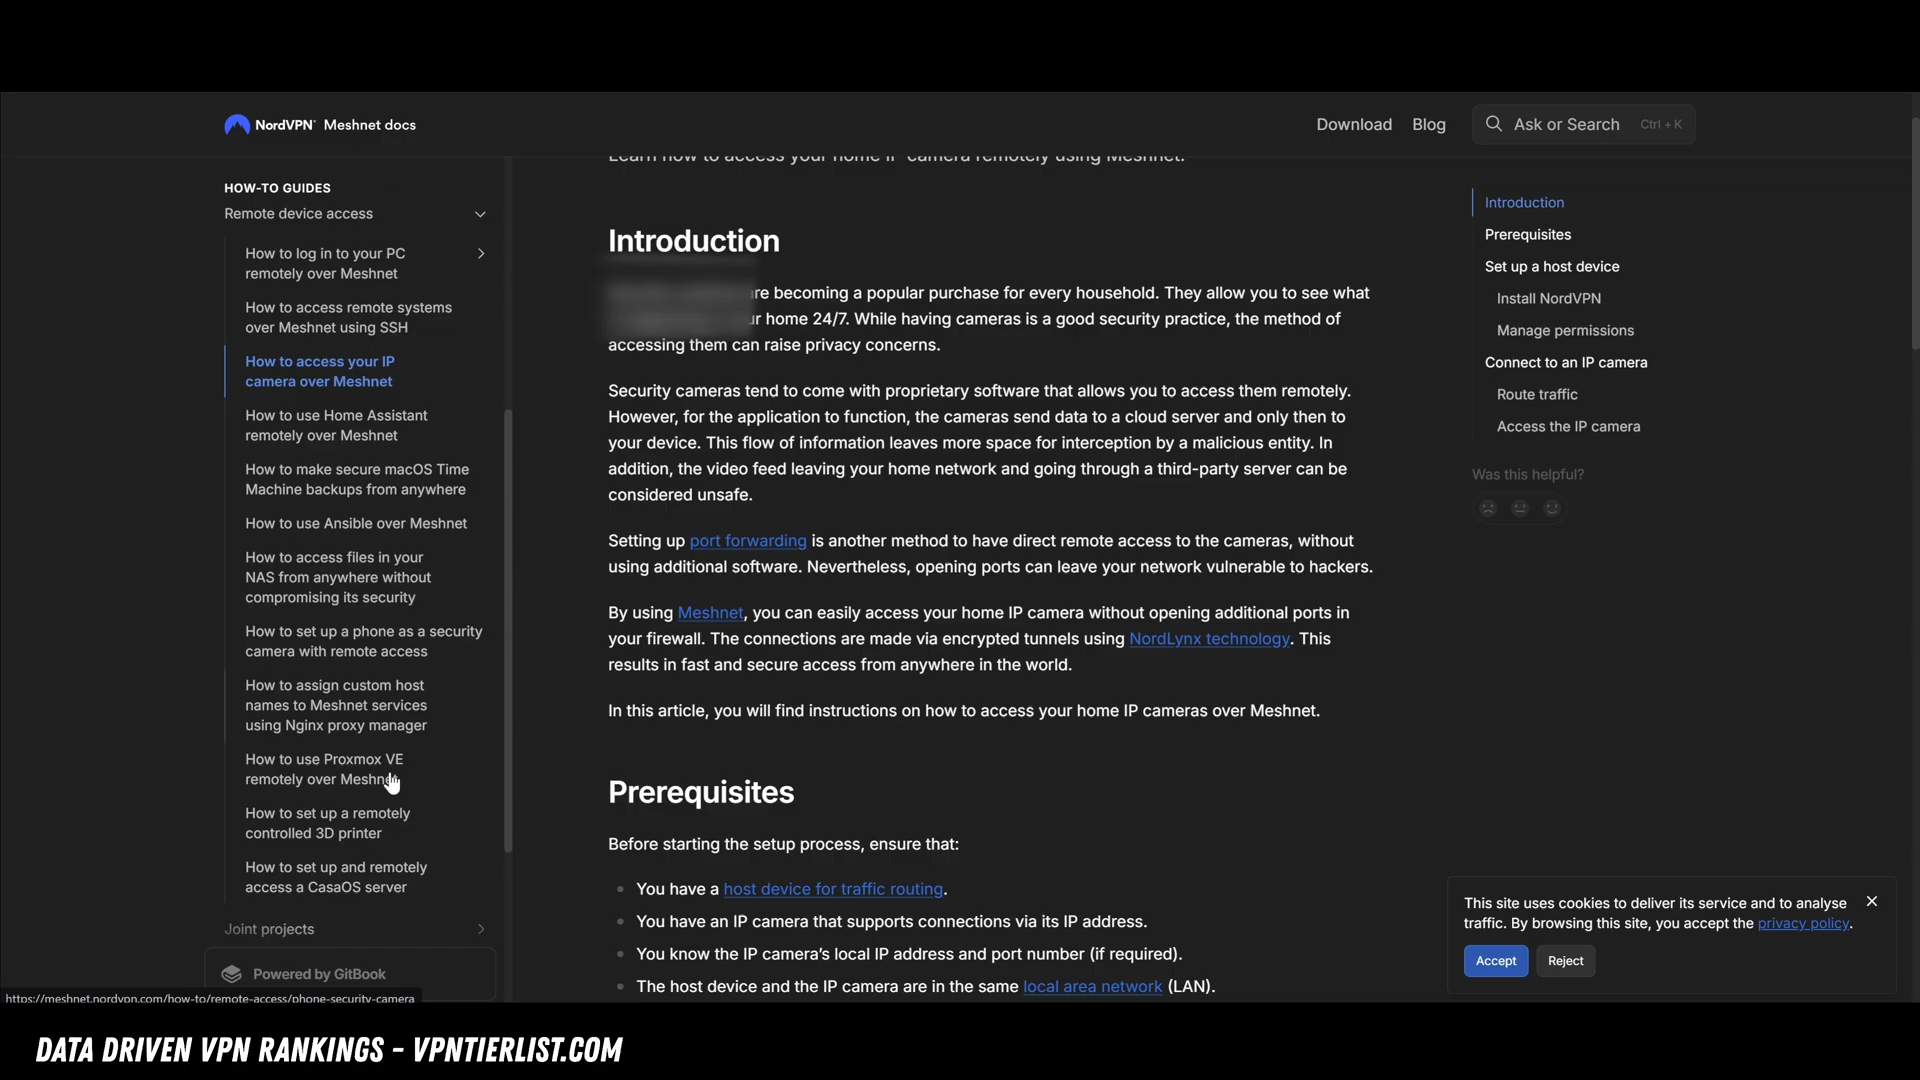 NordVPN® Meshnet docs
Download
Blog
Ask or Search
Ctrl + K
HOW-TO GUIDES
Remote device access
How to log in to your PC
remotely over Meshnet
How to access remote systems
over Meshnet using SSH
How to access your IP
camera over Meshnet
How to use Home Assistant
remotely over Meshnet
How to make secure macOS Time
Machine backups from anywhere
How to use Ansible over Meshnet
How to access files in your
NAS from anywhere without
compromising its security
How to set up a phone as a security
camera with remote access
How to assign custom host
names to Meshnet services
using Nginx proxy manager
How to use Proxmox VE
remotely over Meshnet
How to set up a remotely
controlled 3D printer
How to set up and remotely
access a CasaOS server
Joint projects
Powered by GitBook
https://meshnet.nordvpn.com/how-to/remote-access/phone-security-camera
Learn how to access your home IP camera remotely using Meshnet.
Introduction
becoming a popular purchase for every household. They allow you to see what
home 24/7. While having cameras is a good security practice, the method of
accessing them can raise privacy concerns.
Security cameras tend to come with proprietary software that allows you to access them remotely.
However, for the application to function, the cameras send data to a cloud server and only then to
your device. This flow of information leaves more space for interception by a malicious entity. In
addition, the video feed leaving your home network and going through a third-party server can be
considered unsafe.
Setting up port forwarding is another method to have direct remote access to the cameras, without
using additional software. Nevertheless, opening ports can leave your network vulnerable to hackers.
By using Meshnet, you can easily access your home IP camera without opening additional ports in
your firewall. The connections are made via encrypted tunnels using NordLynx technology. This
results in fast and secure access from anywhere in the world.
In this article, you will find instructions on how to access your home IP cameras over Meshnet.
Prerequisites
Before starting the setup process, ensure that:
• You have a host device for traffic routing.
• You have an IP camera that supports connections via its IP address.
• You know the IP camera’s local IP address and port number (if required).
• The host device and the IP camera are in the same local area network (LAN).
Introduction
Prerequisites
Set up a host device
Install NordVPN
Manage permissions
Connect to an IP camera
Route traffic
Access the IP camera
Was this helpful?
This site uses cookies to deliver its service and to analyse
traffic. By browsing this site, you accept the privacy policy.
Accept
Reject
DATA DRIVEN VPN RANKINGS - VPNTIERLIST.COM